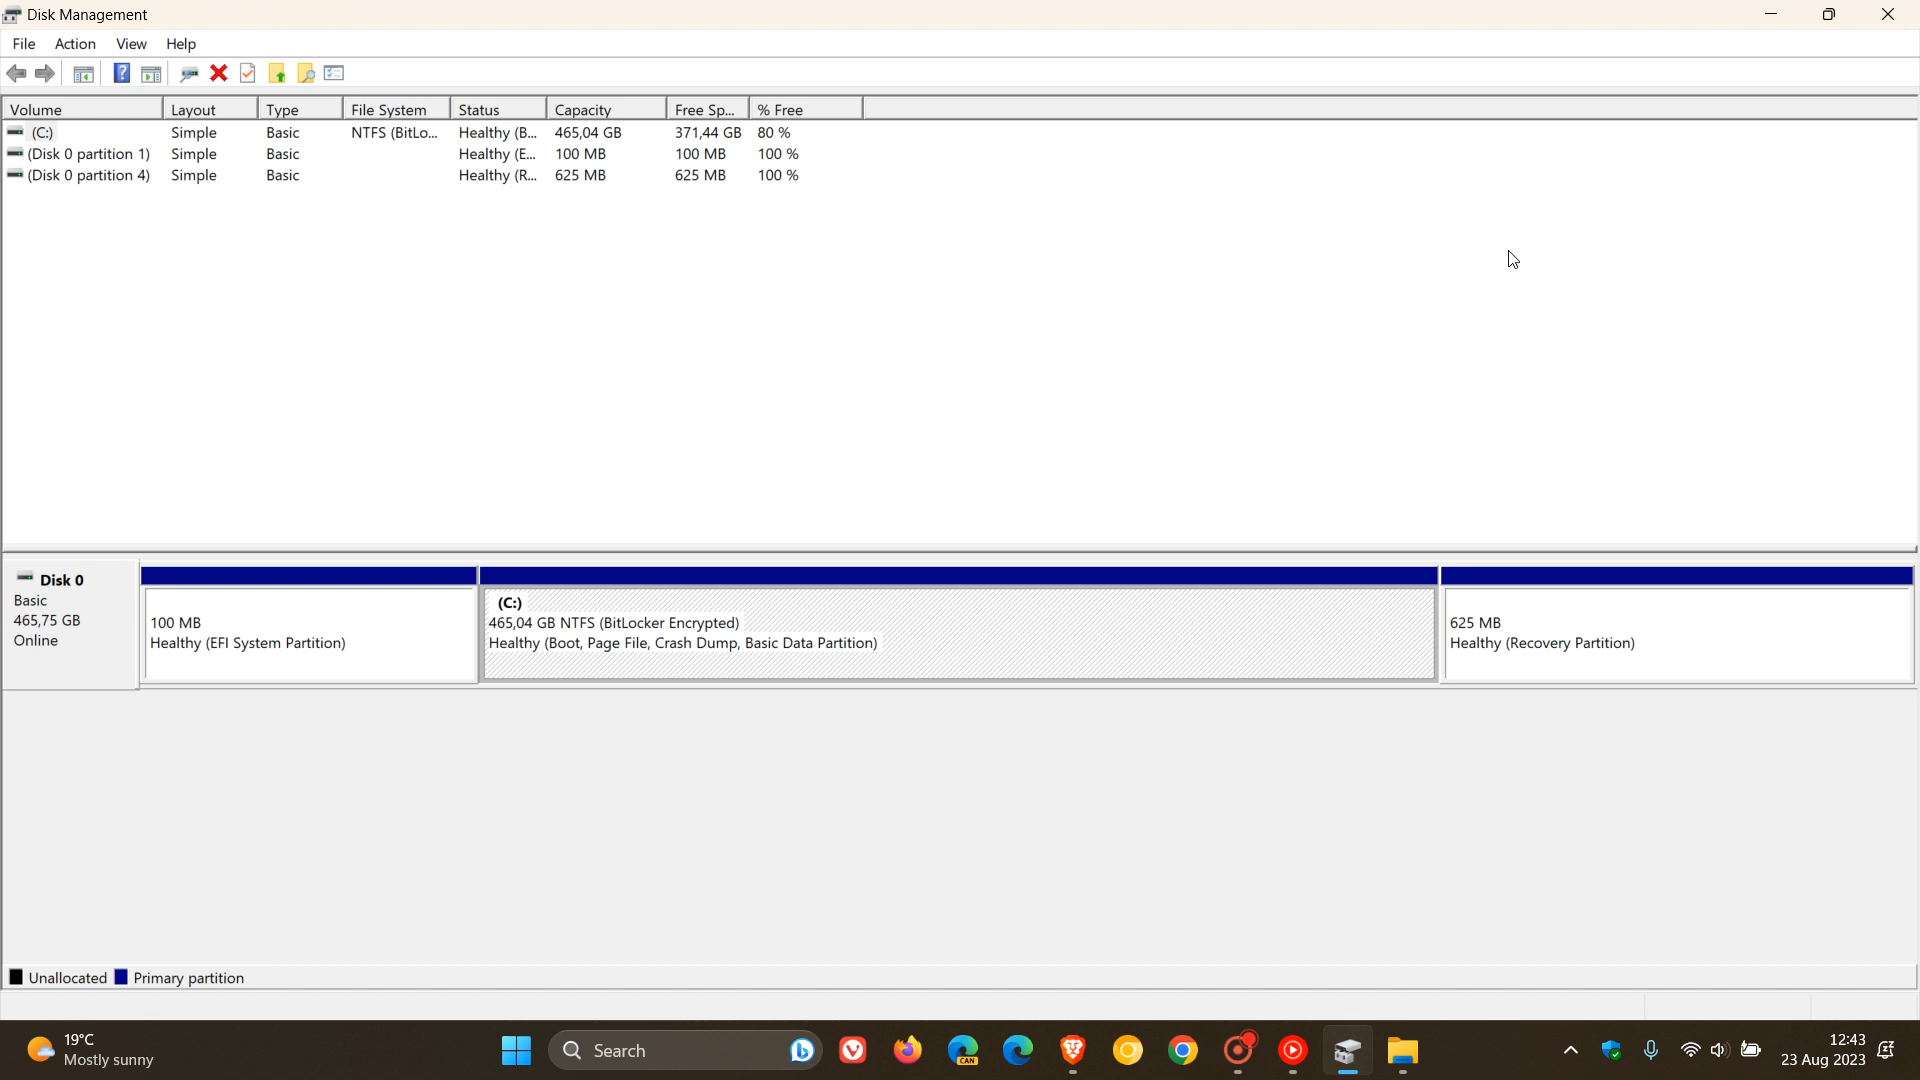 Disk Management
File Action View Help
Volume Layout Type File System Status Capacity Free Sp... % Free
(C:) Simple Basic NTFS (BitLo... Healthy (B... 465,04 GB 371,44 GB 80 %
(Disk 0 partition 1) Simple Basic Healthy (E... 100 MB 100 MB 100 %
(Disk 0 partition 4) Simple Basic Healthy (R... 625 MB 625 MB 100 %
Disk 0
Basic
465,75 GB
Online
100 MB
Healthy (EFI System Partition)
(C:)
465,04 GB NTFS (BitLocker Encrypted)
Healthy (Boot, Page File, Crash Dump, Basic Data Partition)
625 MB
Healthy (Recovery Partition)
Unallocated Primary partition
19°C
Mostly sunny
Search
CAN
12:43
23 Aug 2023